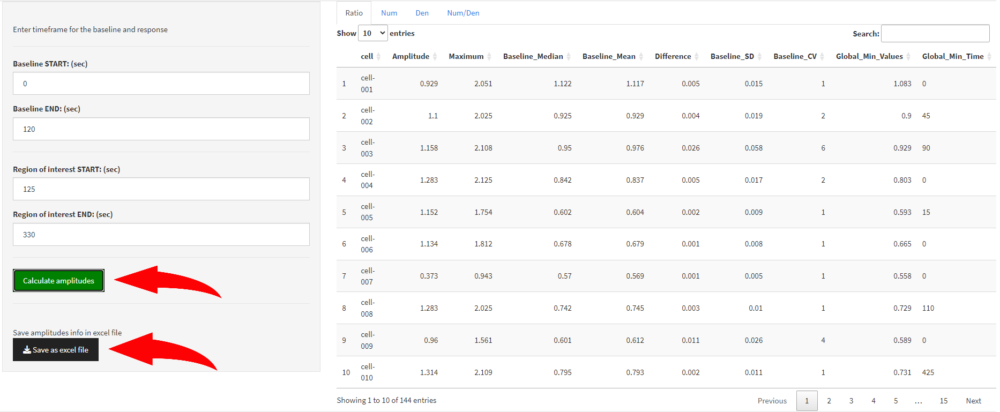 Enter timeframe for the baseline and response
Baseline START: (sec)
0
Baseline END: (sec)
120
Region of interest START: (sec)
125
Region of interest END: (sec)
330
Calculate amplitudes
Save amplitudes info in excel file
Save as excel file
Ratio Num Den Num/Den
Show 10 entries Search:
cell Amplitude Maximum Baseline_Median Baseline_Mean Difference Baseline_SD Baseline_CV Global_Min_Values Global_Min_Time
1 cell-001 0.929 2.051 1.122 1.117 0.005 0.015 1 1.083 0
2 cell-002 1.1 2.025 0.925 0.929 0.004 0.019 2 0.9 45
3 cell-003 1.158 2.108 0.95 0.976 0.026 0.058 6 0.929 90
4 cell-004 1.283 2.125 0.842 0.837 0.005 0.017 2 0.803 0
5 cell-005 1.152 1.754 0.602 0.604 0.002 0.009 1 0.593 15
6 cell-006 1.134 1.812 0.678 0.679 0.001 0.008 1 0.665 0
7 cell-007 0.373 0.943 0.57 0.569 0.001 0.005 1 0.558 0
8 cell-008 1.283 2.025 0.742 0.745 0.003 0.01 1 0.729 110
9 cell-009 0.96 1.561 0.601 0.612 0.011 0.026 4 0.589 0
10 cell-010 1.314 2.109 0.795 0.793 0.002 0.011 1 0.731 425
Showing 1 to 10 of 144 entries Previous 1 2 3 4 5 … 15 Next